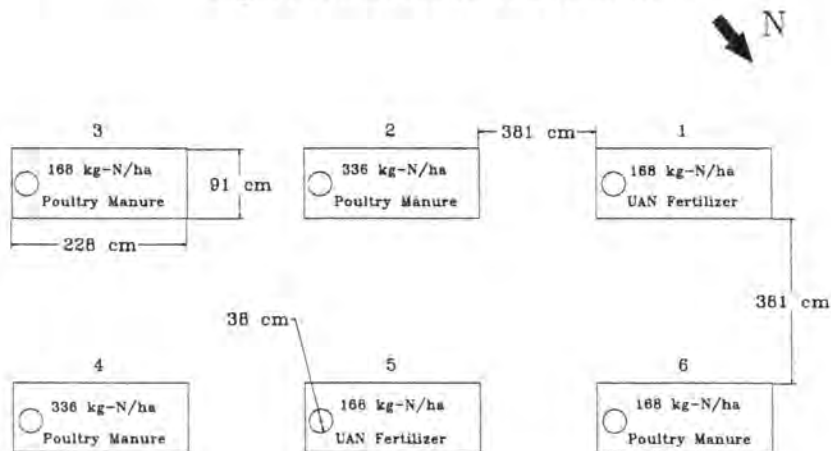 N
3
2
381 cm
1
168 kg-N/ha
Poultry Manure
91 cm
336 kg-N/ha
Poultry Manure
168 kg-N/ha
UAN Fertilizer
228 cm
381 cm
38 cm
4
5
6
336 kg-N/ha
Poultry Manure
168 kg-N/ha
UAN Fertilizer
168 kg-N/ha
Poultry Manure